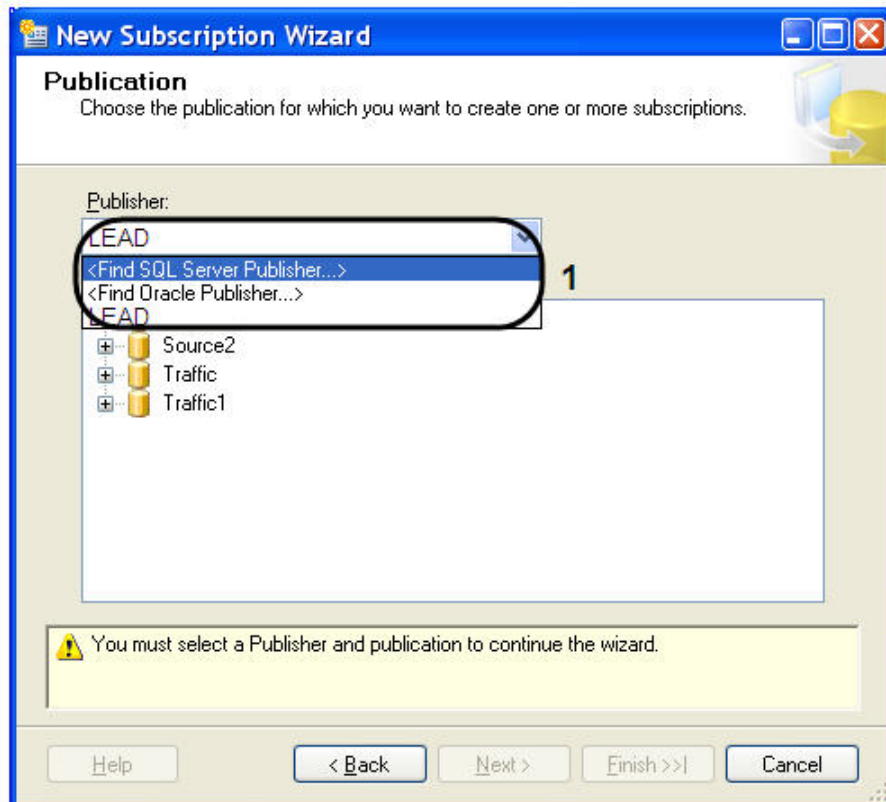 New Subscription Wizard
Publication
Choose the publication for which you want to create one or more subscriptions.
Publisher:
LEAD
<Find SQL Server Publisher...>
<Find Oracle Publisher...>
LEAD
1
Source2
Traffic
Traffic1
You must select a Publisher and publication to continue the wizard.
Help
< Back
Next >
Finish >>|
Cancel